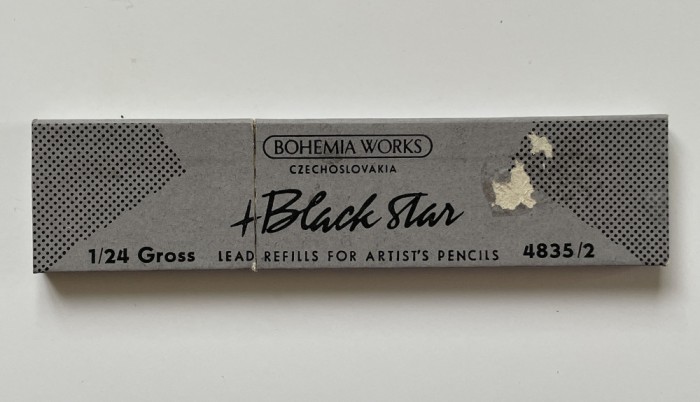 BOHEMIA WORKS
CZECHOSLOVAKIA
+Black Star
1/24 Gross LEAD REFILLS FOR ARTIST'S PENCILS 4835/2